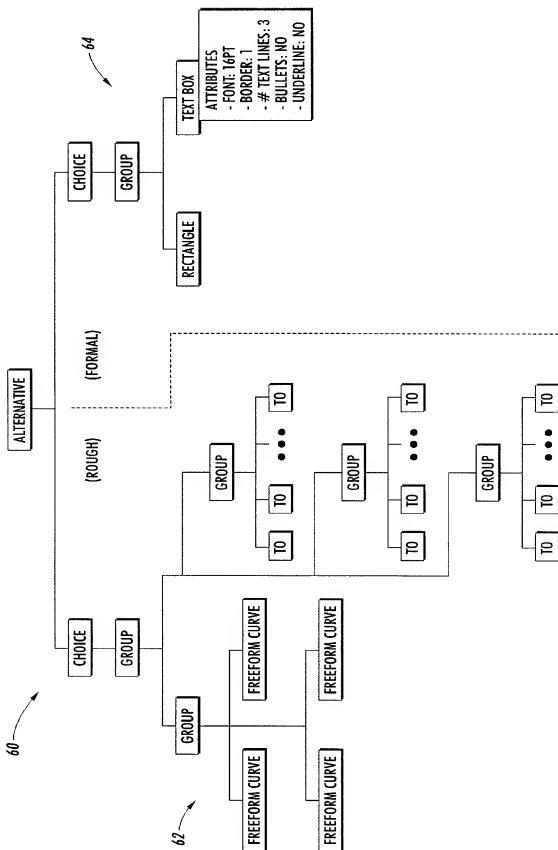 60
62
64
ALTERNATIVE
(ROUGH)
(FORMAL)
CHOICE
GROUP
GROUP
FREEFORM CURVE
FREEFORM CURVE
FREEFORM CURVE
FREEFORM CURVE
GROUP
TO
TO
TO
GROUP
TO
TO
TO
GROUP
TO
TO
TO
CHOICE
GROUP
RECTANGLE
TEXT BOX
ATTRIBUTES
- FONT: 16PT
- BORDER: 1
- # TEXT LINES: 3
- BULLETS: NO
- UNDERLINE: NO